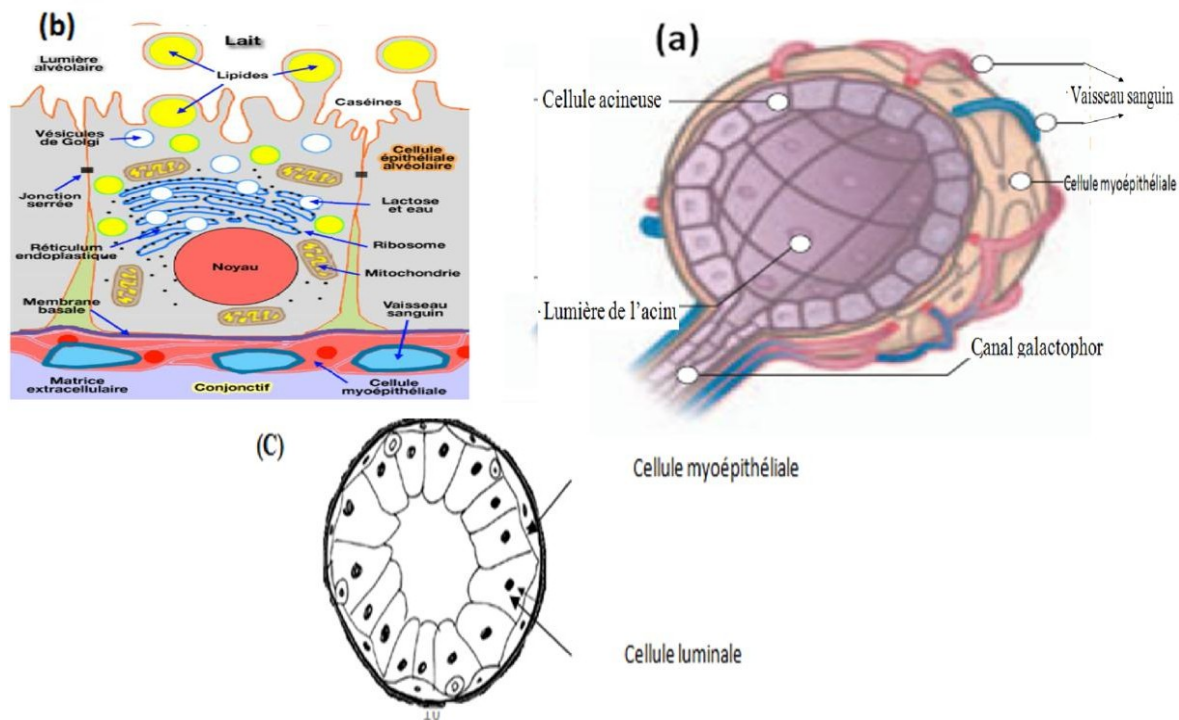 (b)
Lait
Lumière
alvéolaire
Lipides
Caséines
Vésicules
de Golgi
Cellule
épithéliale
alvéolaire
Jonction
serrée
Lactose
et eau
Réticulum
endoplastique
Ribosome
Noyau
Mitochondrie
Membrane
basale
Vaisseau
sanguin
Matrice
extracellulaire
Conjonctif
Cellule
myoépithéliale
(a)
Cellule acineuse
Vaisseau sanguin
Cellule myoépithéliale
Lumière de l’acint
Canal galactophor
(C)
Cellule myoépithéliale
Cellule luminale
10